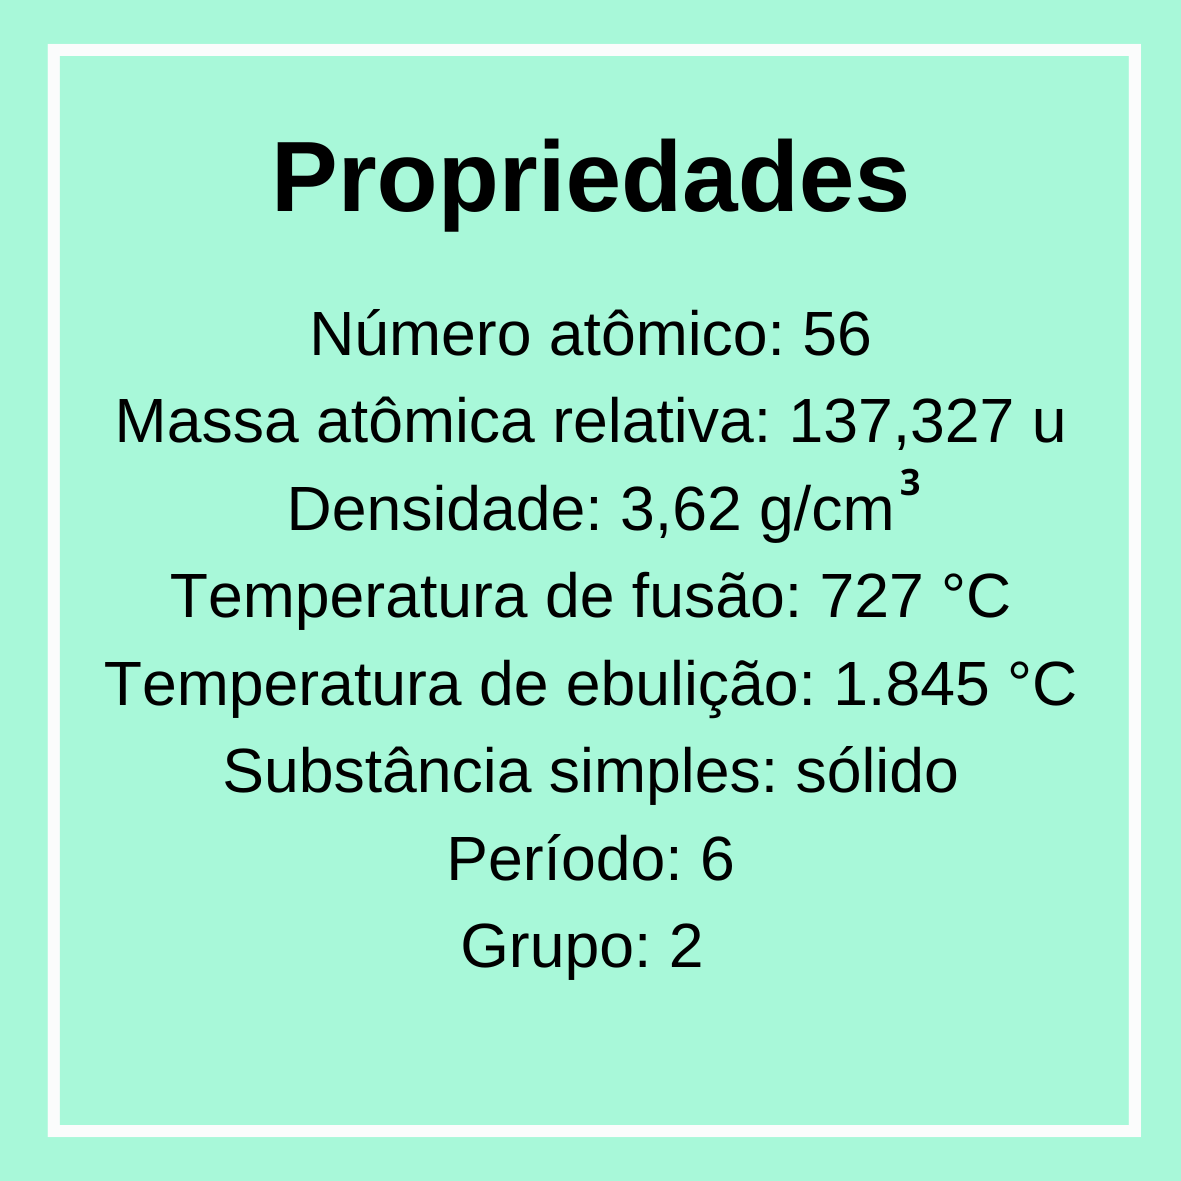 Propriedades
Número atômico: 56
Massa atômica relativa: 137,327 u
Densidade: 3,62 g/cm³
Temperatura de fusão: 727 °C
Temperatura de ebulição: 1.845 °C
Substância simples: sólido
Período: 6
Grupo: 2